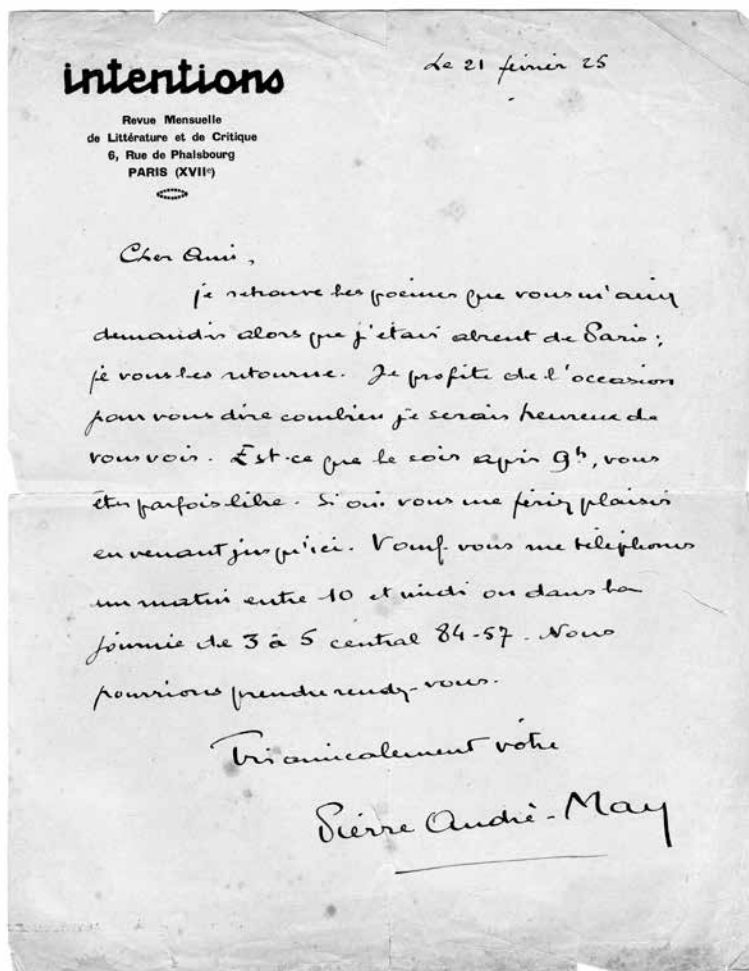 intentions
Le 21 février 25
Revue Mensuelle
de Littérature et de Critique
6, Rue de Phalsbourg
PARIS (XVIIe)
Cher Ami,
je retrouve les poèmes que vous m'aviez
demandés alors que j'étais absent de Paris;
je vous les retourne. Je profite de l'occasion
pour vous dire combien je serais heureux de
vous voir. Est-ce que le soir après 9h, vous
êtes parfois libre. Si oui vous me feriez plaisir
en venant jusqu'ici. vous me téléphoner
un matin entre 10 et midi ou dans la
journée de 3 à 5 central 84-57. Nous
pourrions prendre rendez-vous.
Très amicalement vôtre
Pierre André-May